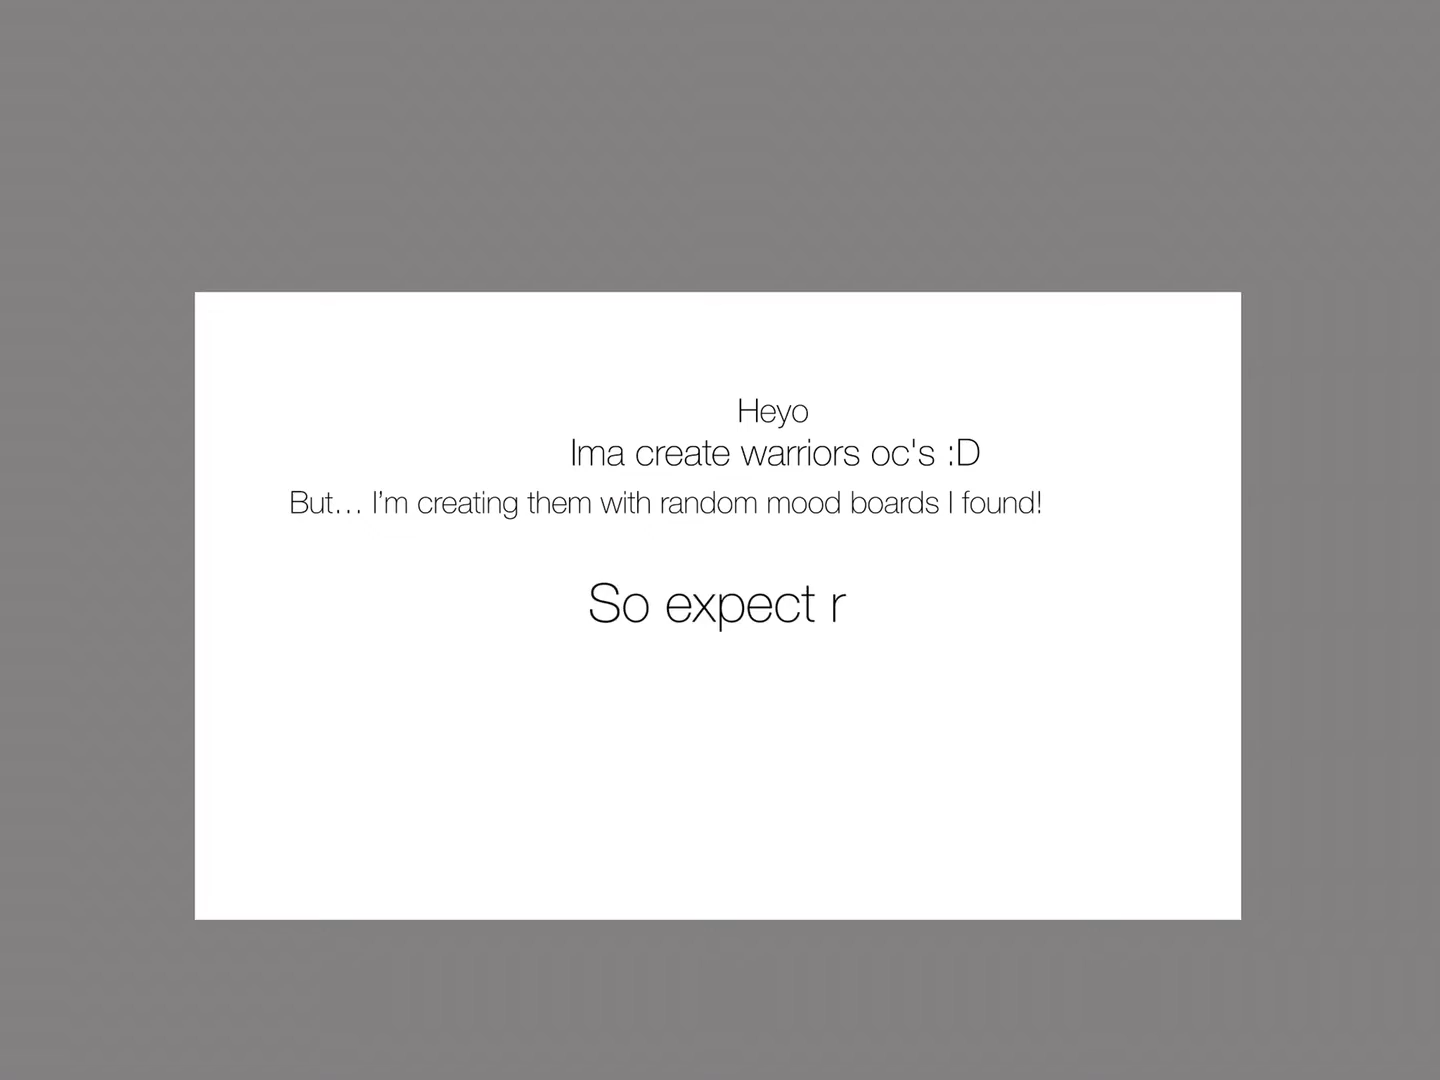 Heyo
Ima create warriors oc's :D
But… I’m creating them with random mood boards I found!
So expect r